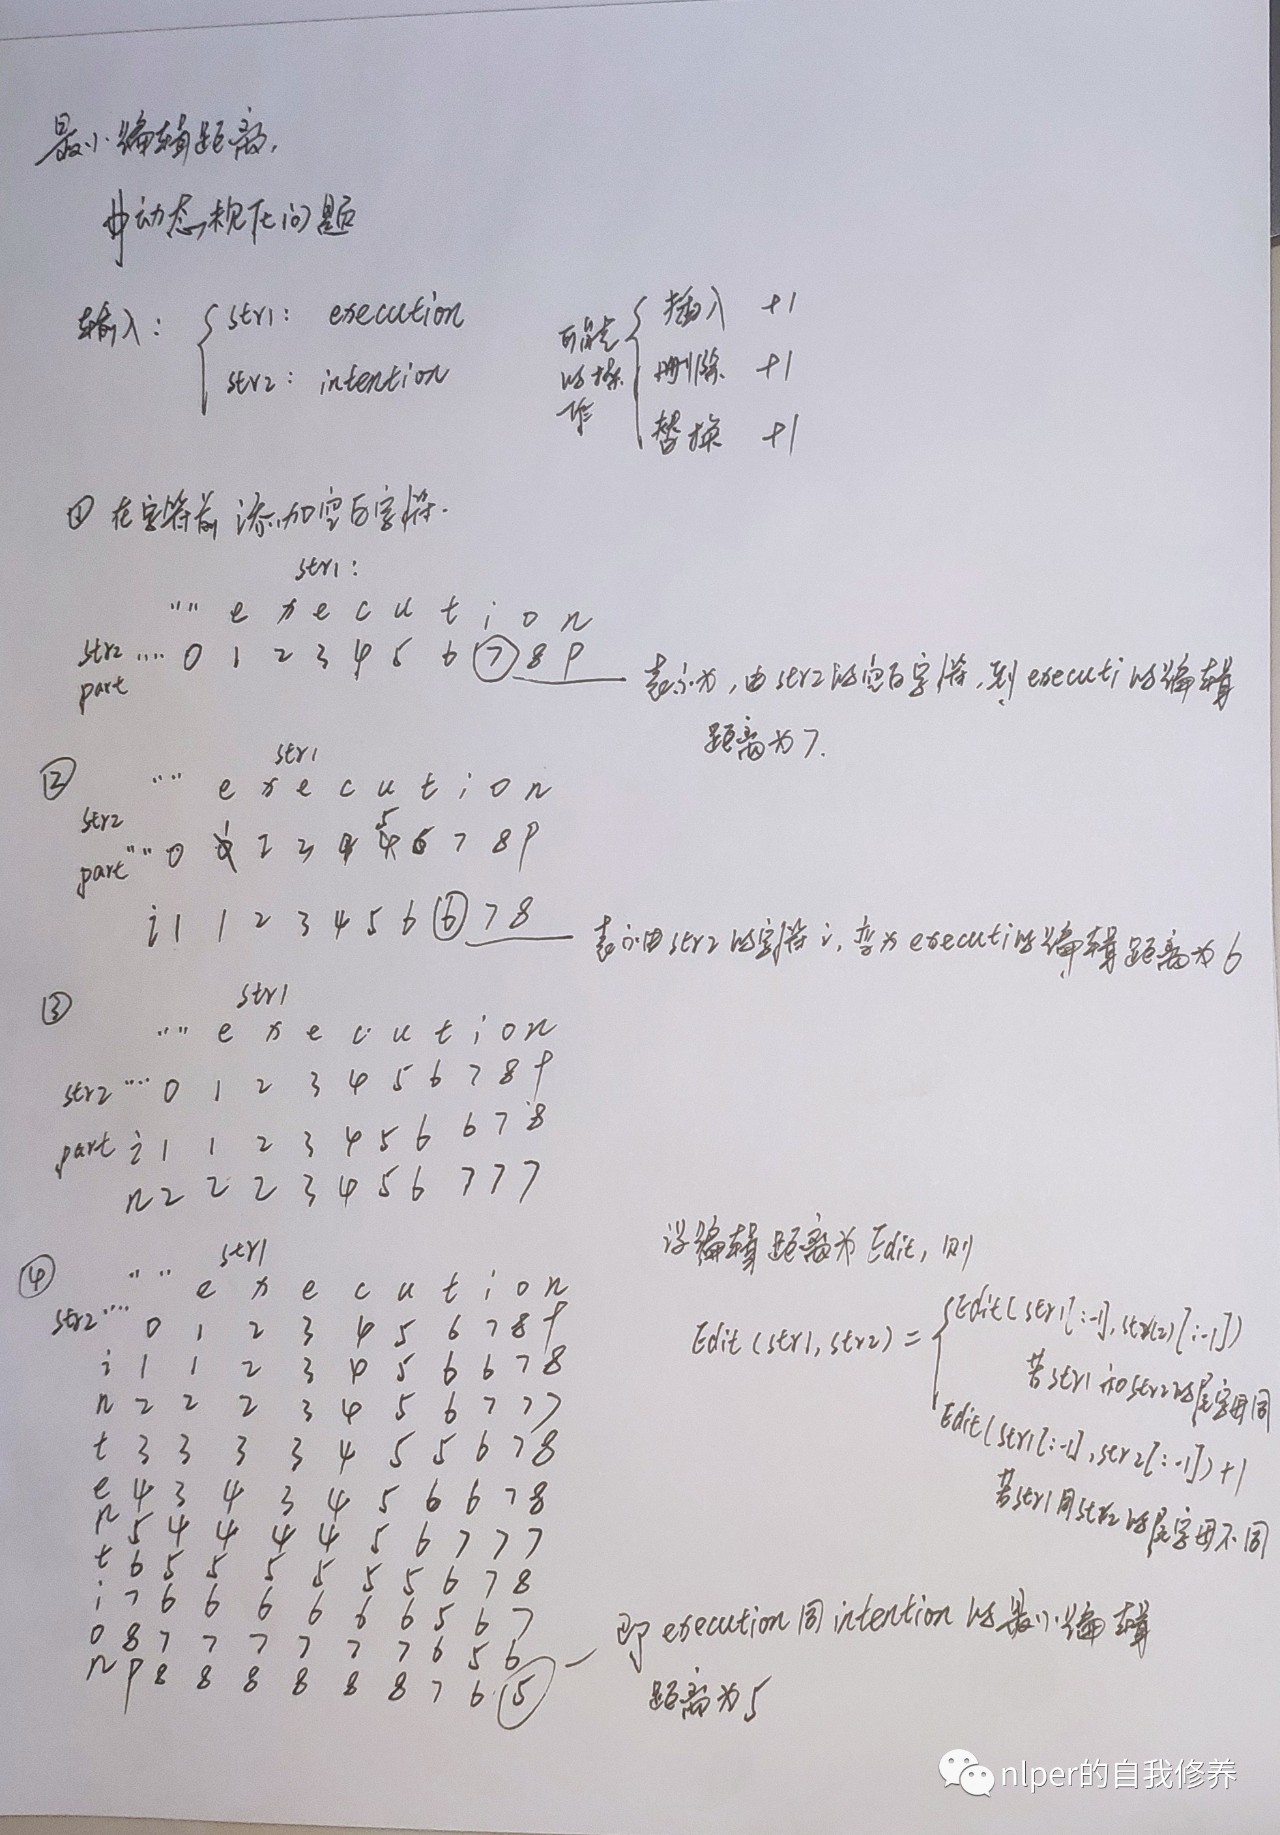 最小编辑距离,
#动态规化问题
输入: { str1: execution
str2: intention
可能的操作 { 插入 +1
删除 +1
替换 +1
① 在字符前添加空白字符.
str1:
"" e x e c u t i o n
str2 part "" 0 1 2 3 4 5 6 ⑦ 8 9
表示为,由str2的空白字符,到executi的编辑
距离为7.
② str1
"" e x e c u t i o n
str2 part "" 0 1 2 3 4 5 6 7 8 9
i 1 1 2 3 4 5 6 ⑥ 7 8
表示由str2的字符i,变为executi的编辑距离为6
③ str1
"" e x e c u t i o n
str2 "" 0 1 2 3 4 5 6 7 8 9
part i 1 1 2 3 4 5 6 6 7 8
n 2 2 2 3 4 5 6 7 7 7
④ str1
"" e x e c u t i o n
str2 "" 0 1 2 3 4 5 6 7 8 9
i 1 1 2 3 4 5 6 6 7 8
n 2 2 2 3 4 5 6 7 7 7
t 3 3 3 3 4 5 5 6 7 8
e 4 3 4 3 4 5 6 6 7 8
n 5 4 4 4 4 5 6 7 7 7
t 6 5 5 5 5 5 5 6 7 8
i 7 6 6 6 6 6 6 5 6 7
o 8 7 7 7 7 7 7 6 5 6
n 9 8 8 8 8 8 8 7 6 ⑤
设编辑距离为Edit,则
Edit(str1,str2) = { Edit(str1[:-1],str(2)[:-1])
若str1和str2的尾字母同
Edit(str1[:-1],str2[:-1])+1
若str1同str2的尾字母不同
即execution同intention的最小编辑
距离为5
nlper的自我修养